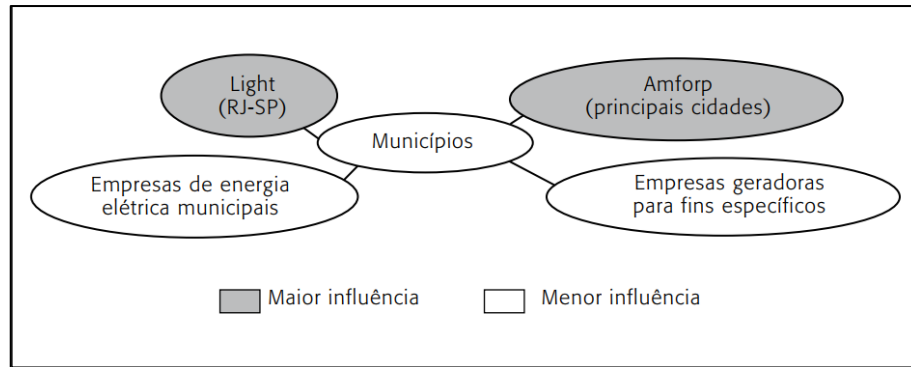 Light
(RJ-SP)
Amforp
(principais cidades)
Municípios
Empresas de energia
elétrica municipais
Empresas geradoras
para fins específicos
Maior influência
Menor influência